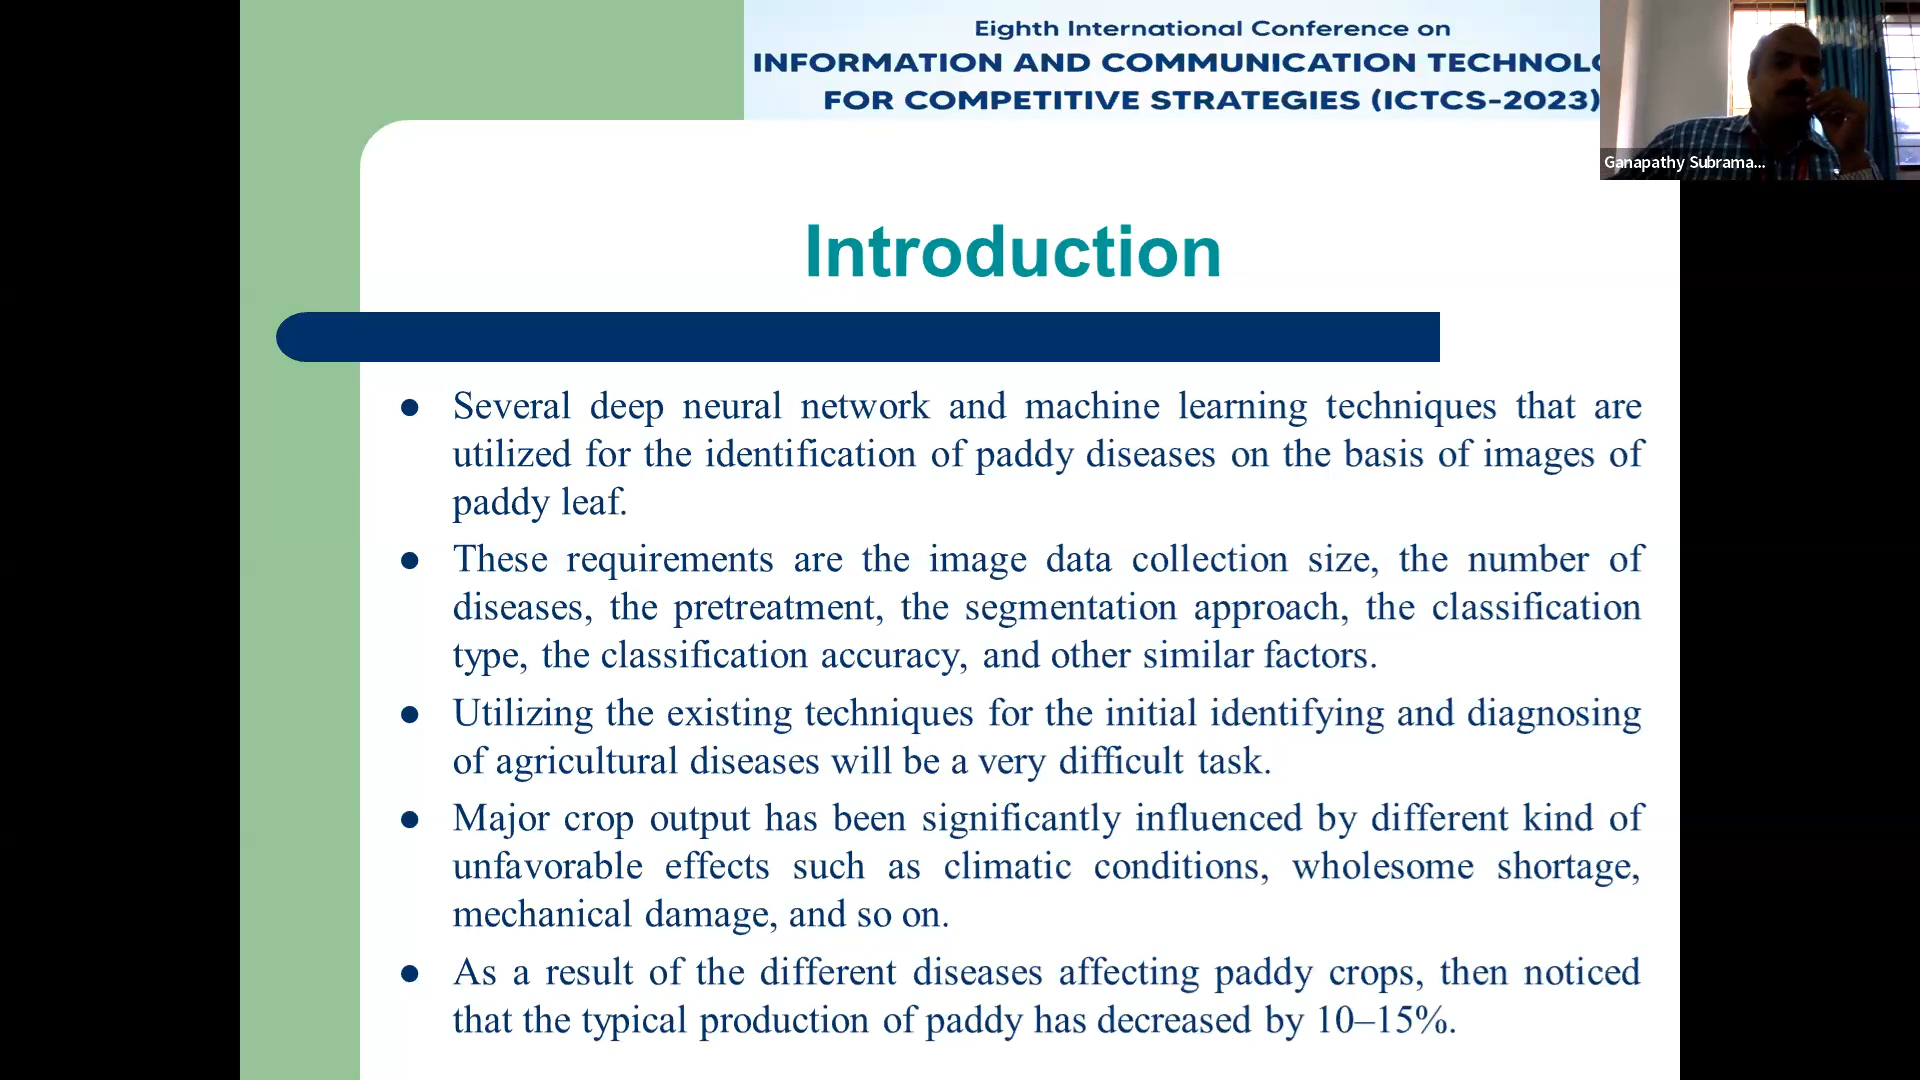 Eighth International Conference on
INFORMATION AND COMMUNICATION TECHNOLO
FOR COMPETITIVE STRATEGIES (ICTCS-2023)
Ganapathy Subrama...
Introduction
● Several deep neural network and machine learning techniques that are
utilized for the identification of paddy diseases on the basis of images of
paddy leaf.
● These requirements are the image data collection size, the number of
diseases, the pretreatment, the segmentation approach, the classification
type, the classification accuracy, and other similar factors.
● Utilizing the existing techniques for the initial identifying and diagnosing
of agricultural diseases will be a very difficult task.
● Major crop output has been significantly influenced by different kind of
unfavorable effects such as climatic conditions, wholesome shortage,
mechanical damage, and so on.
● As a result of the different diseases affecting paddy crops, then noticed
that the typical production of paddy has decreased by 10–15%.